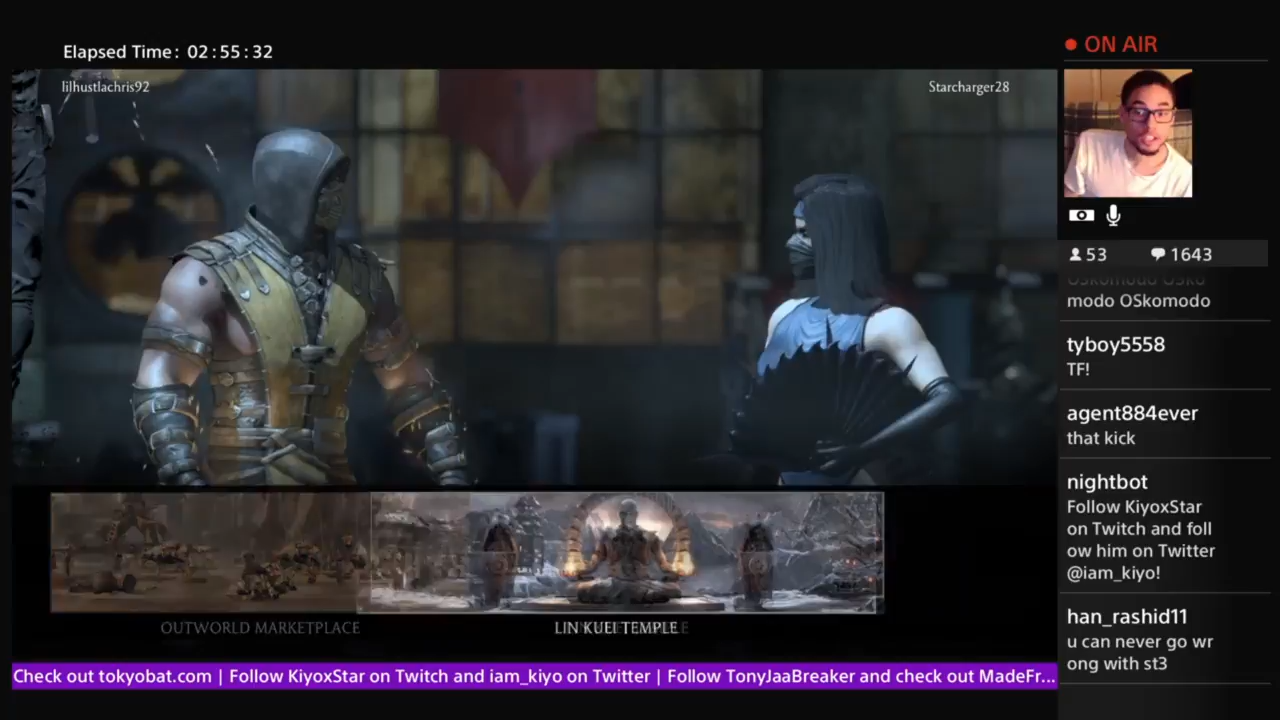 Elapsed Time: 02:55:32
ON AIR
lilhustlachris92
Starcharger28
53
1643
modo OSkomodo
tyboy5558
TF!
agent884ever
that kick
nightbot
Follow KiyoxStar
on Twitch and foll
ow him on Twitter
@iam_kiyo!
han_rashid11
u can never go wr
ong with st3
OUTWORLD MARKETPLACE
LIN KUEI TEMPLE
Check out tokyobat.com | Follow KiyoxStar on Twitch and iam_kiyo on Twitter | Follow TonyJaaBreaker and check out MadeFr...